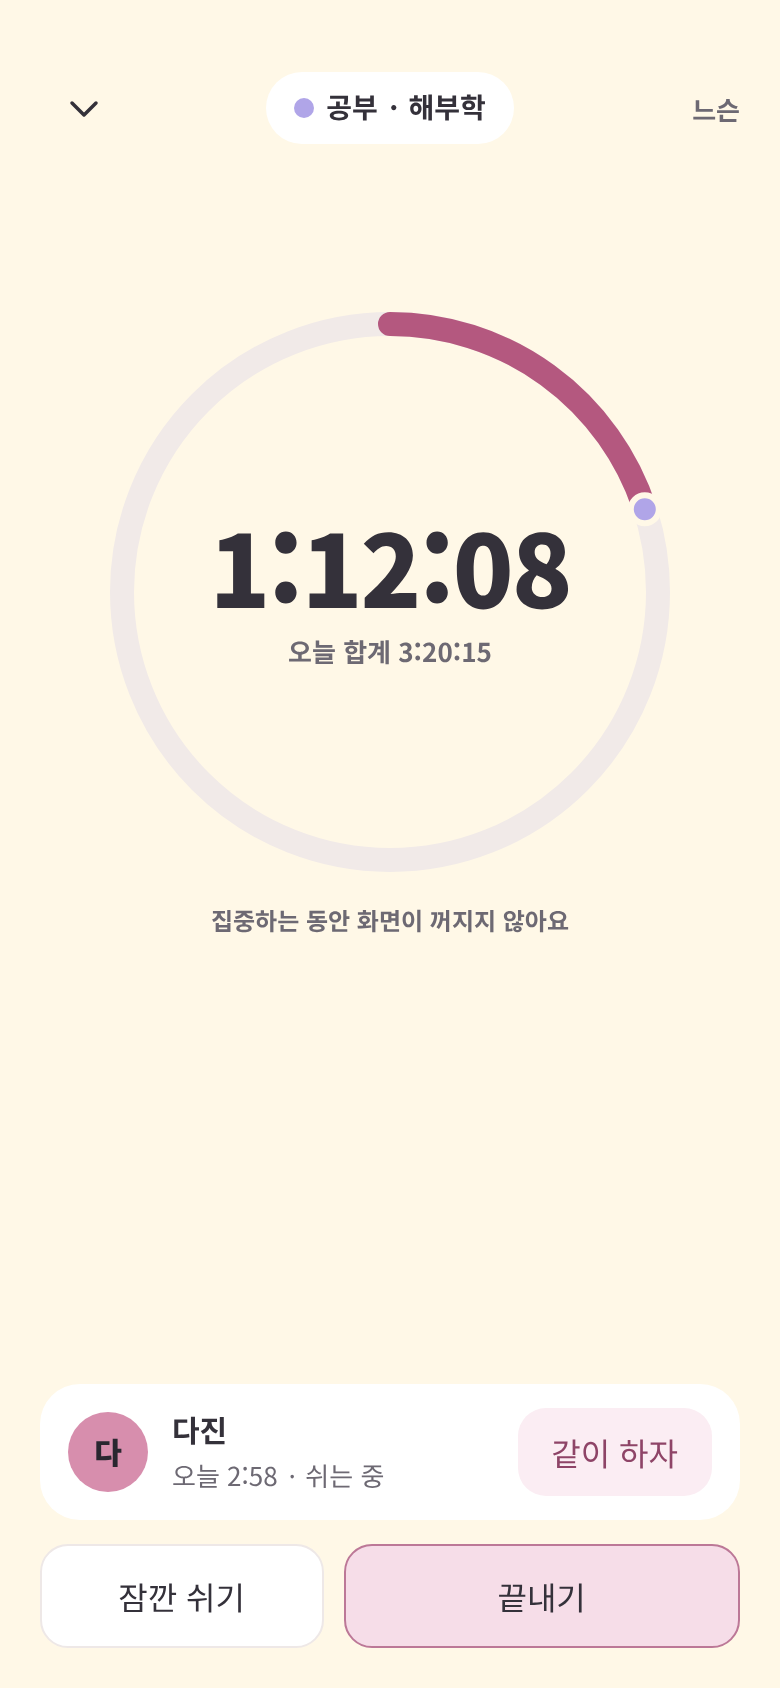 공부 · 해부학
느슨
1:12:08
오늘 합계 3:20:15
집중하는 동안 화면이 꺼지지 않아요
다
다진
오늘 2:58 · 쉬는 중
같이 하자
잠깐 쉬기
끝내기